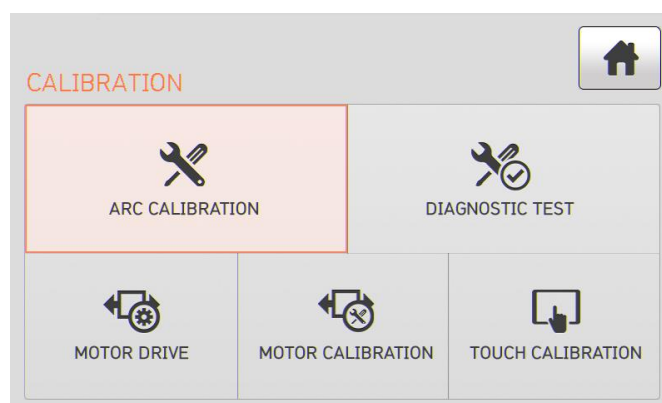 CALIBRATION
ARC CALIBRATION
DIAGNOSTIC TEST
MOTOR DRIVE
MOTOR CALIBRATION
TOUCH CALIBRATION